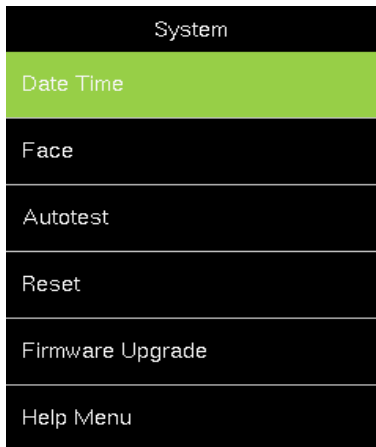 System
Date Time
Face
Autotest
Reset
Firmware Upgrade
Help Menu